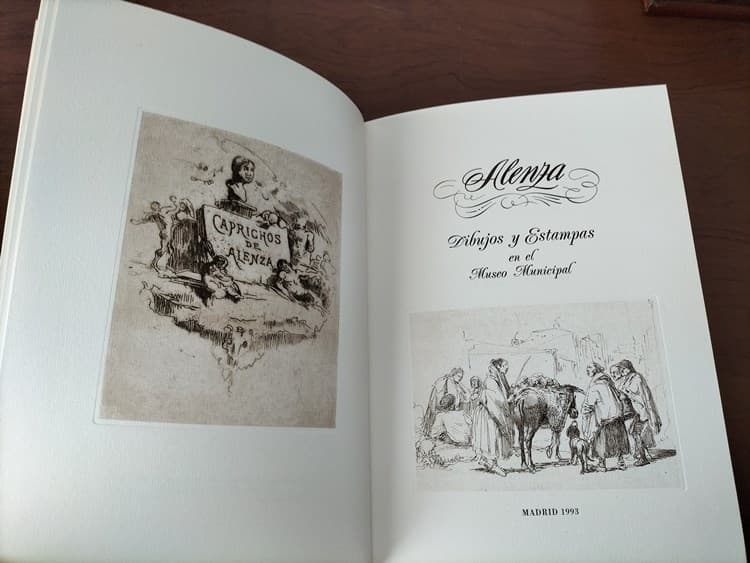 CAPRICHOS
DE
ALENZA
Alenza
Dibujos y Estampas
en el
Museo Municipal
MADRID 1993